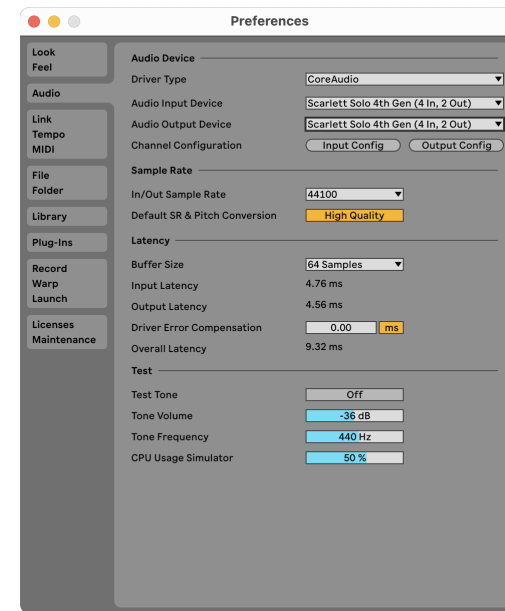 Preferences
Look
Feel
Audio
Link
Tempo
MIDI
File
Folder
Library
Plug-Ins
Record
Warp
Launch
Licenses
Maintenance
Audio Device
Driver Type CoreAudio
Audio Input Device Scarlett Solo 4th Gen (4 In, 2 Out)
Audio Output Device Scarlett Solo 4th Gen (4 In, 2 Out)
Channel Configuration Input Config Output Config
Sample Rate
In/Out Sample Rate 44100
Default SR & Pitch Conversion High Quality
Latency
Buffer Size 64 Samples
Input Latency 4.76 ms
Output Latency 4.56 ms
Driver Error Compensation 0.00 ms
Overall Latency 9.32 ms
Test
Test Tone Off
Tone Volume -36 dB
Tone Frequency 440 Hz
CPU Usage Simulator 50 %